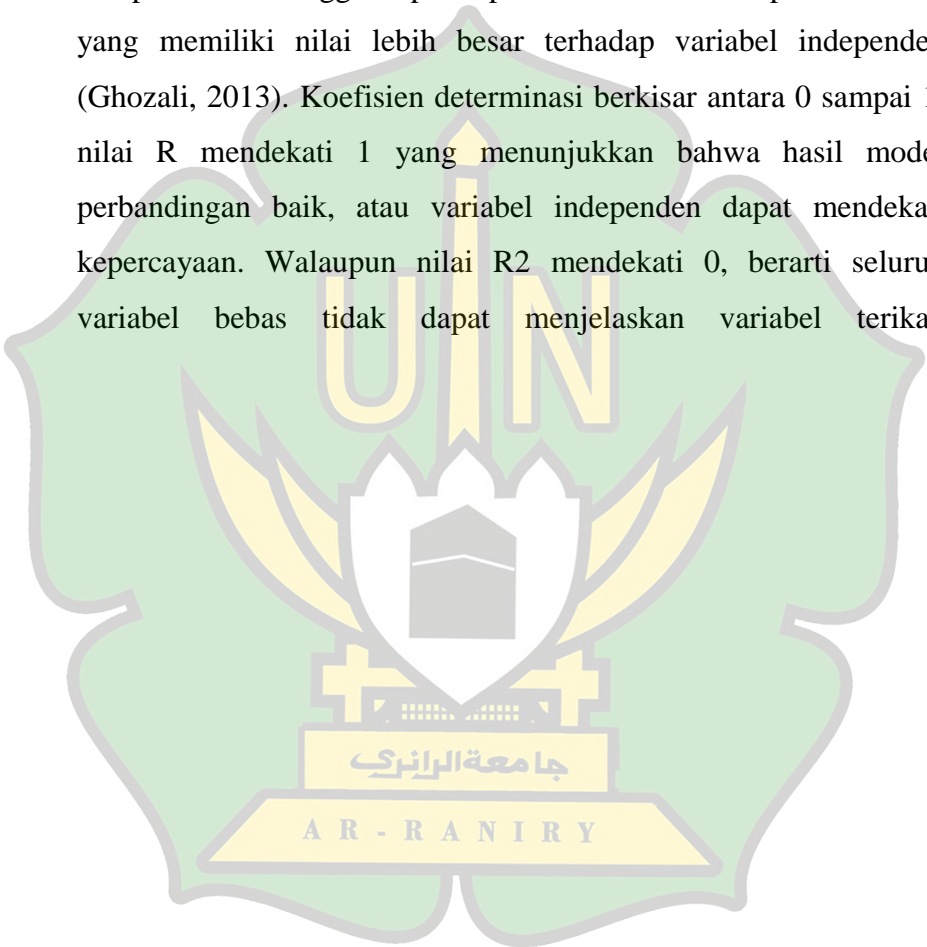 yang memiliki nilai lebih besar terhadap variabel independe
(Ghozali, 2013). Koefisien determinasi berkisar antara 0 sampai
nilai R mendekati 1 yang menunjukkan bahwa hasil mode
perbandingan baik, atau variabel independen dapat mendeka
kepercayaan. Walaupun nilai R2 mendekati 0, berarti seluru
variabel bebas tidak dapat menjelaskan variabel terika
UIN
جامعة الرانري
AR - RANIRY